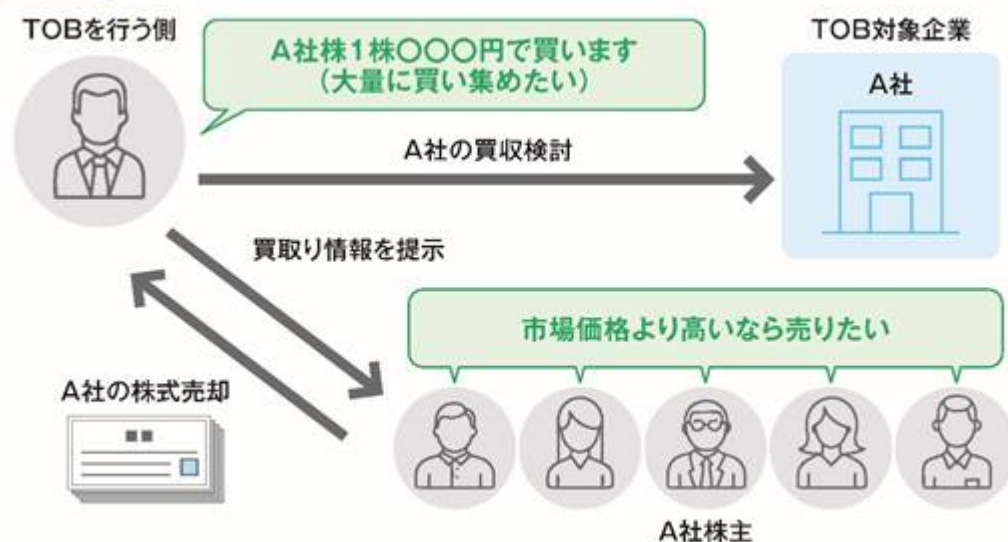 TOBを行う側
A社株1株〇〇〇円で買います
(大量に買い集めたい)
TOB対象企業
A社
A社の買収検討
買取り情報を提示
市場価格より高いなら売りたい
A社の株式売却
A社株主